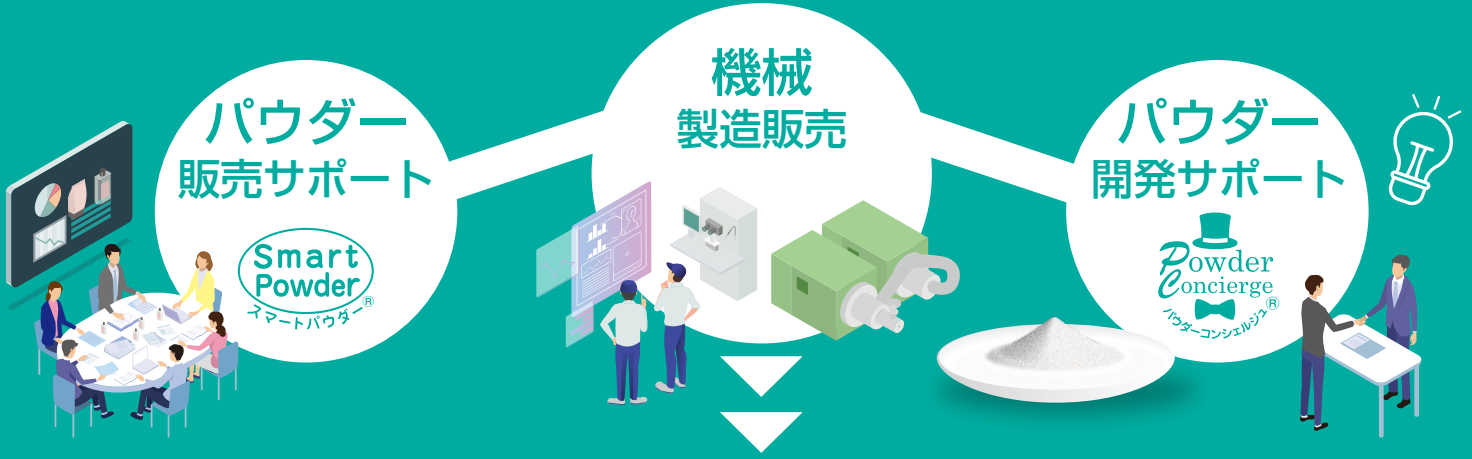 パウダー
販売サポート
Smart
Powder
スマートパウダー®
機械
製造販売
パウダー
開発サポート
Powder
Concierge
パウダーコンシェルジュ®